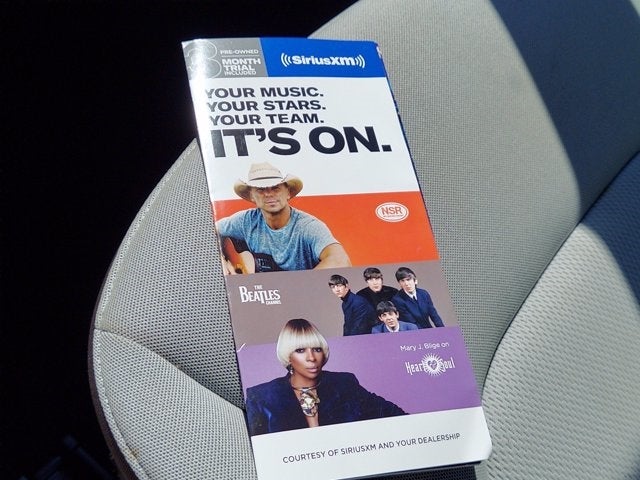 3 PRE-OWNED
MONTH
TRIAL
INCLUDED
((SiriusXM))
YOUR MUSIC.
YOUR STARS.
YOUR TEAM.
IT'S ON.
NSR
THE
BEATLES
CHANNEL
Mary J. Blige on
Heart & Soul
COURTESY OF SIRIUSXM AND YOUR DEALERSHIP